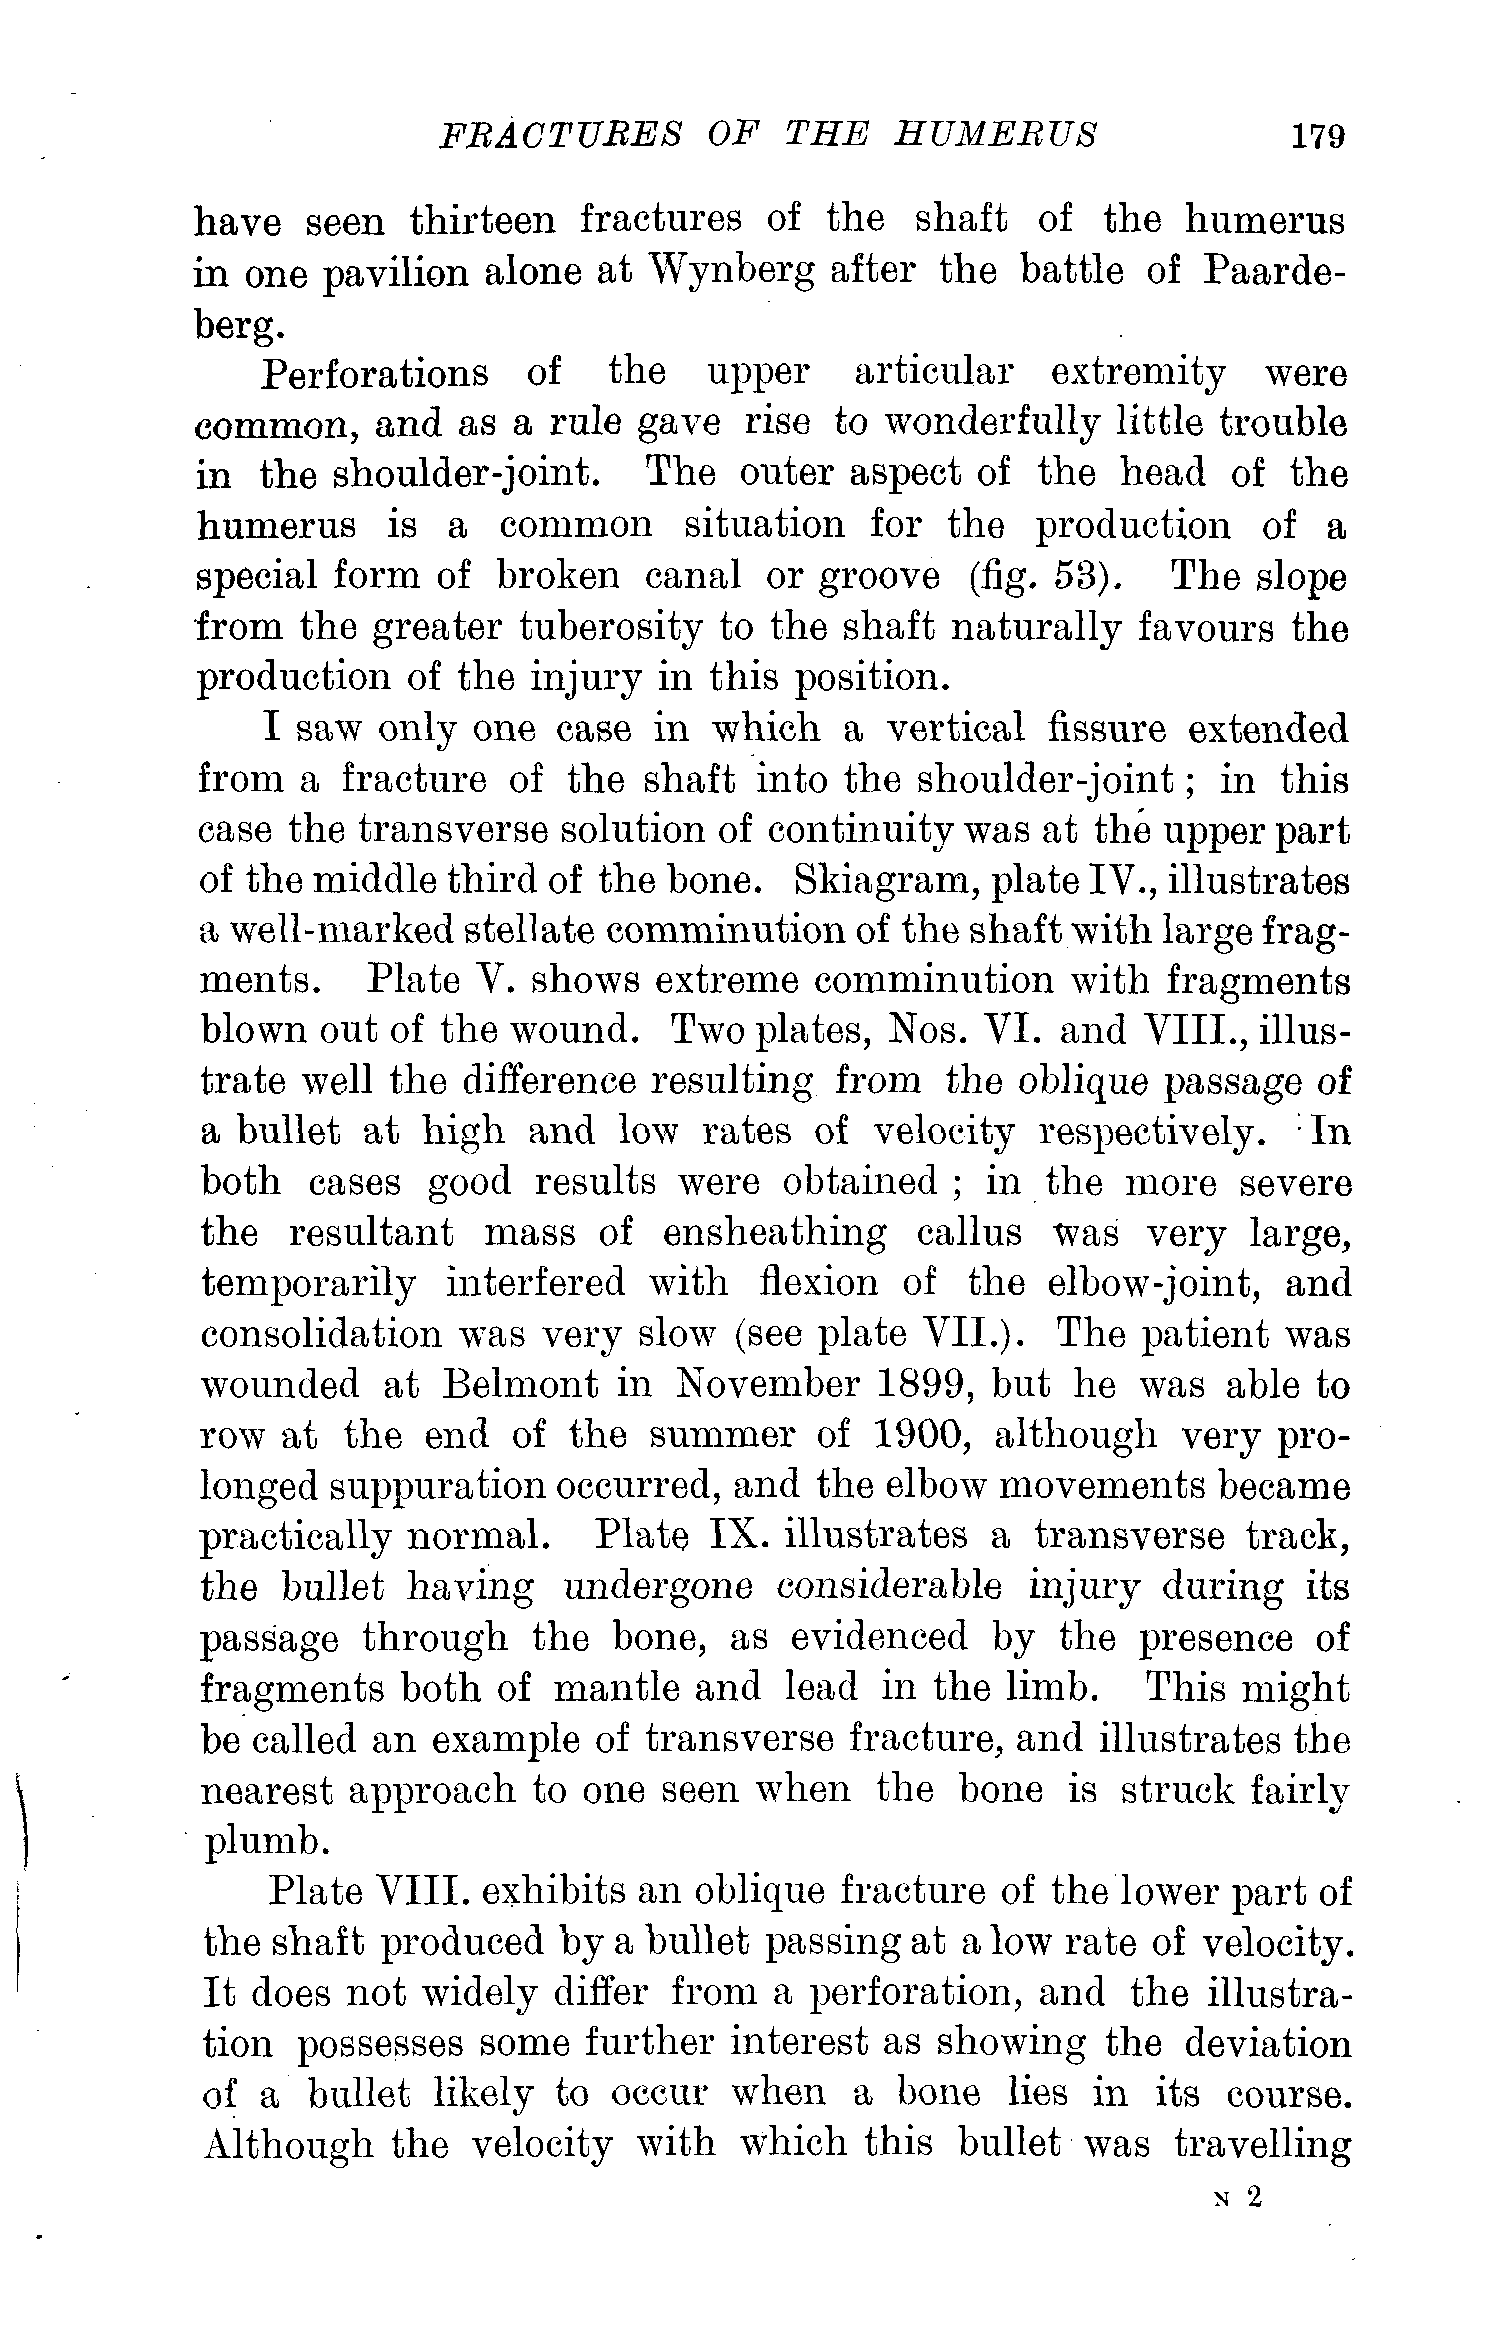 FRACTURES OF THE HUMERUS 179
have seen thirteen fractures of the shaft of the humerus
in one pavilion alone at Wynberg after the battle of Paarde-
berg.
Perforations of the upper articular extremity were
common, and as a rule gave rise to wonderfully little trouble
in the shoulder-joint. The outer aspect of the head of the
humerus is a common situation for the production of a
special form of broken canal or groove (fig. 53). The slope
from the greater tuberosity to the shaft naturally favours the
production of the injury in this position.
I saw only one case in which a vertical fissure extended
from a fracture of the shaft into the shoulder-joint ; in this
case the transverse solution of continuity was at the upper part
of the middle third of the bone. Skiagram, plate IV., illustrates
a well-marked stellate comminution of the shaft with large frag-
ments. Plate V. shows extreme comminution with fragments
blown out of the wound. Two plates, Nos. VI. and VIII., illus-
trate well the difference resulting from the oblique passage of
a bullet at high and low rates of velocity respectively. In
both cases good results were obtained ; in the more severe
the resultant mass of ensheathing callus was very large,
temporarily interfered with flexion of the elbow-joint, and
consolidation was very slow (see plate VII.). The patient was
wounded at Belmont in November 1899, but he was able to
row at the end of the summer of 1900, although very pro-
longed suppuration occurred, and the elbow movements became
practically normal. Plate IX. illustrates a transverse track,
the bullet having undergone considerable injury during its
passage through the bone, as evidenced by the presence of
fragments both of mantle and lead in the limb. This might
be called an example of transverse fracture, and illustrates the
nearest approach to one seen when the bone is struck fairly
plumb.
Plate VIII. exhibits an oblique fracture of the lower part of
the shaft produced by a bullet passing at a low rate of velocity.
It does not widely differ from a perforation, and the illustra-
tion possesses some further interest as showing the deviation
of a bullet likely to occur when a bone lies in its course.
Although the velocity with which this bullet was travelling
N 2